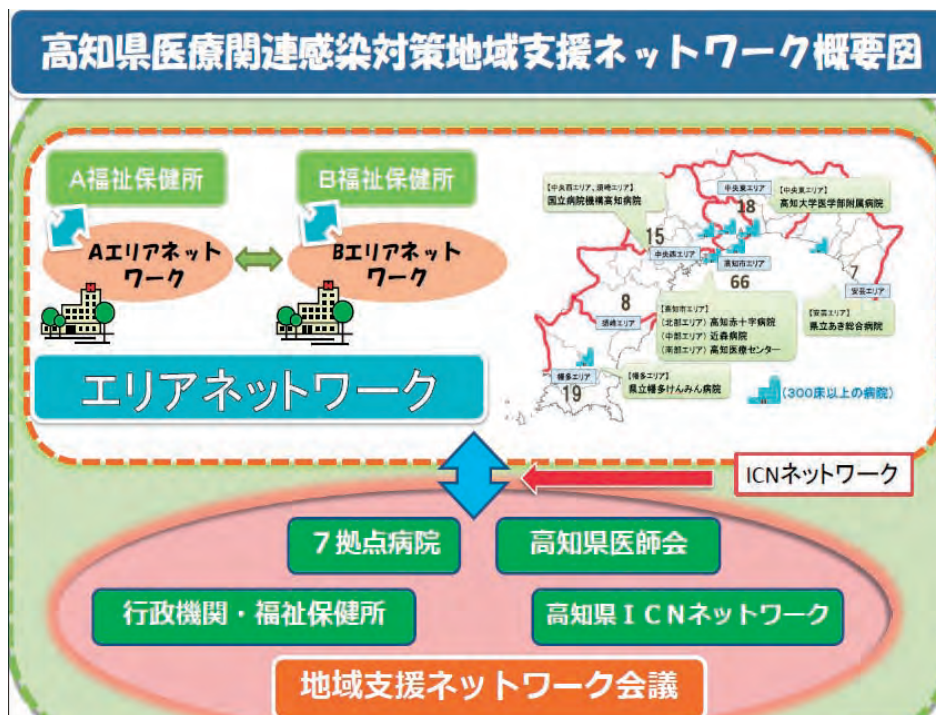 高知県医療関連感染対策地域支援ネットワーク概要図
A福祉保健所
B福祉保健所
Aエリアネット
ワーク
Bエリアネット
ワーク
エリアネットワーク
【中央西エリア、須崎エリア】
国立病院機構高知病院
中央東エリア
18
【中央東エリア】
高知大学医学部附属病院
15
中央西エリア
高知市エリア
66
7
安芸エリア
8
須崎エリア
【高知市エリア】
(北部エリア) 高知赤十字病院
(中部エリア) 近森病院
(南部エリア) 高知医療センター
【安芸エリア】
県立あき総合病院
幡多エリア
19
【幡多エリア】
県立幡多けんみん病院
(300床以上の病院)
ICNネットワーク
7拠点病院
高知県医師会
行政機関・福祉保健所
高知県ICNネットワーク
地域支援ネットワーク会議